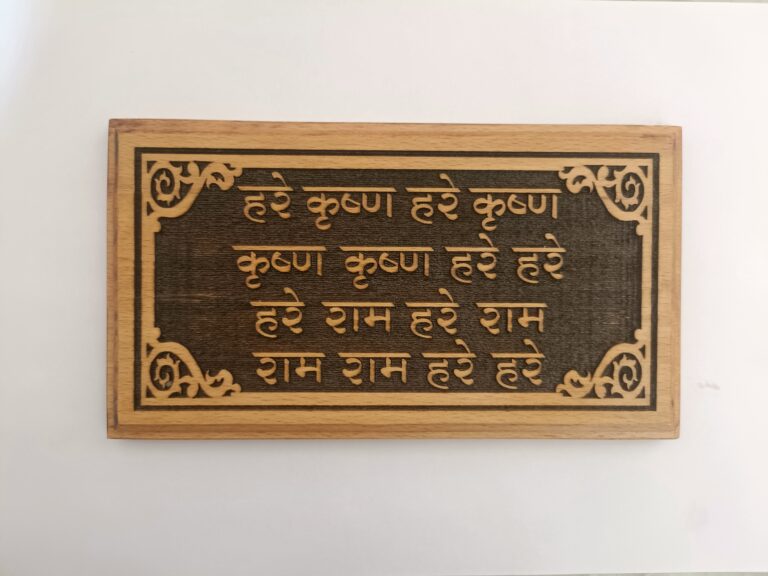 हरे कृष्ण हरे कृष्ण
कृष्ण कृष्ण हरे हरे
हरे राम हरे राम
राम राम हरे हरे